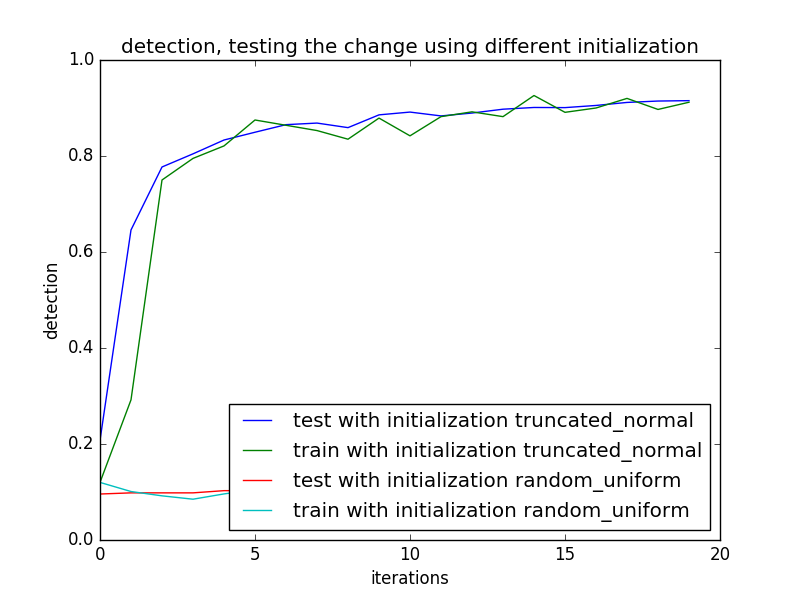 detection, testing the change using different initialization
1.0
0.8
0.6
0.4
0.2
0.0
detection
test with initialization truncated_normal
train with initialization truncated_normal
test with initialization random_uniform
train with initialization random_uniform
0 5 10 15 20
iterations